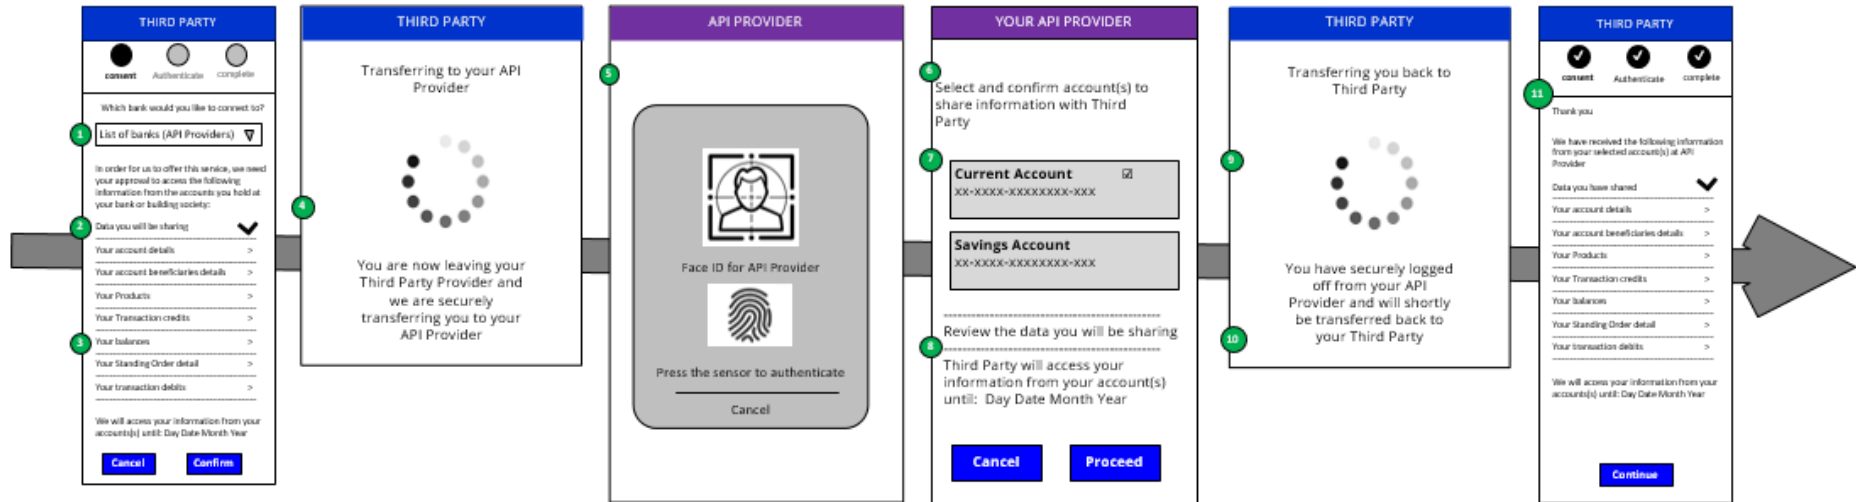 THIRD PARTY
consent
Authenticate
complete
Which bank would you like to connect to?
1
List of banks (API Providers)
In order for us to offer this service, we need
your approval to access the following
information from the accounts you hold at
your bank or building society:
2
Data you will be sharing
Your account details >
Your account beneficiaries details >
Your Products >
Your Transaction credits >
3
Your balances >
Your Standing Order detail >
Your transaction debits >
We will access your information from your
accounts(s) until: Day Date Month Year
Cancel
Confirm
THIRD PARTY
Transferring to your API
Provider
4
You are now leaving your
Third Party Provider and
we are securely
transferring you to your
API Provider
API PROVIDER
5
Face ID for API Provider
Press the sensor to authenticate
Cancel
YOUR API PROVIDER
6
Select and confirm account(s) to
share information with Third
Party
7
Current Account
xx-xxxx-xxxxxxxx-xxx
Savings Account
xx-xxxx-xxxxxxxx-xxx
Review the data you will be sharing
8
Third Party will access your
information from your account(s)
until: Day Date Month Year
Cancel
Proceed
THIRD PARTY
Transferring you back to
Third Party
9
You have securely logged
off from your API
Provider and will shortly
be transferred back to
your Third Party
10
THIRD PARTY
consent
Authenticate
complete
11
Thank you
We have received the following information
from your selected account(s) at API
Provider
Data you have shared
Your account details >
Your account beneficiaries details >
Your Products >
Your Transaction credits >
Your balances >
Your Standing Order detail >
Your transaction debits >
We will access your information from your
accounts(s) until: Day Date Month Year
Continue